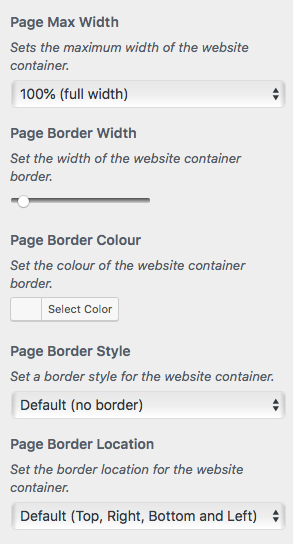 Page Max Width
Sets the maximum width of the website
container.
100% (full width)
Page Border Width
Set the width of the website container
border.
Page Border Colour
Set the colour of the website container
border.
Select Color
Page Border Style
Set a border style for the website container.
Default (no border)
Page Border Location
Set the border location for the website
container.
Default (Top, Right, Bottom and Left)